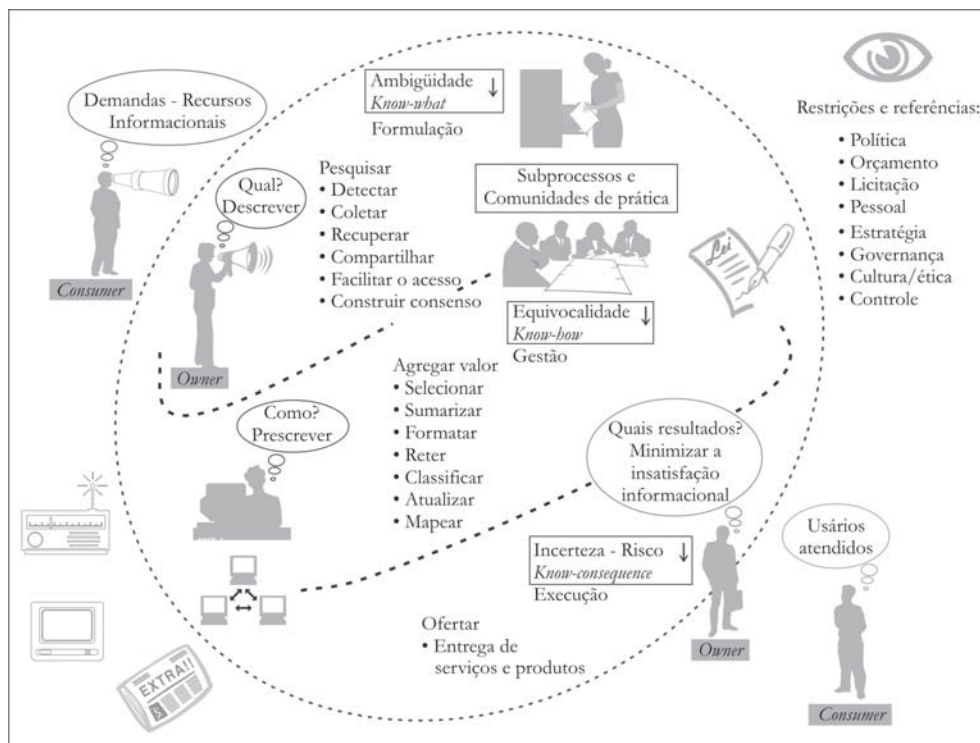 Demandas - Recursos
Informacionais
Consumer
Qual?
Descrever
Owner
Ambigüidade
Know-what
Formulação
Pesquisar
• Detectar
• Coletar
• Recuperar
• Compartilhar
• Facilitar o acesso
• Construir consenso
Subprocessos e
Comunidades de prática
Lei
Restrições e referências:
• Política
• Orçamento
• Licitação
• Pessoal
• Estratégia
• Governança
• Cultura/ética
• Controle
Equivocalidade
Know-how
Gestão
Como?
Prescrever
Agregar valor
• Selecionar
• Sumarizar
• Formatar
• Reter
• Classificar
• Atualizar
• Mapear
Quais resultados?
Minimizar a
insatisfação
informacional
Incerteza - Risco
Know-consequence
Execução
Owner
Ofertar
• Entrega de
serviços e produtos
Usários
atendidos
Consumer
EXTRA!!